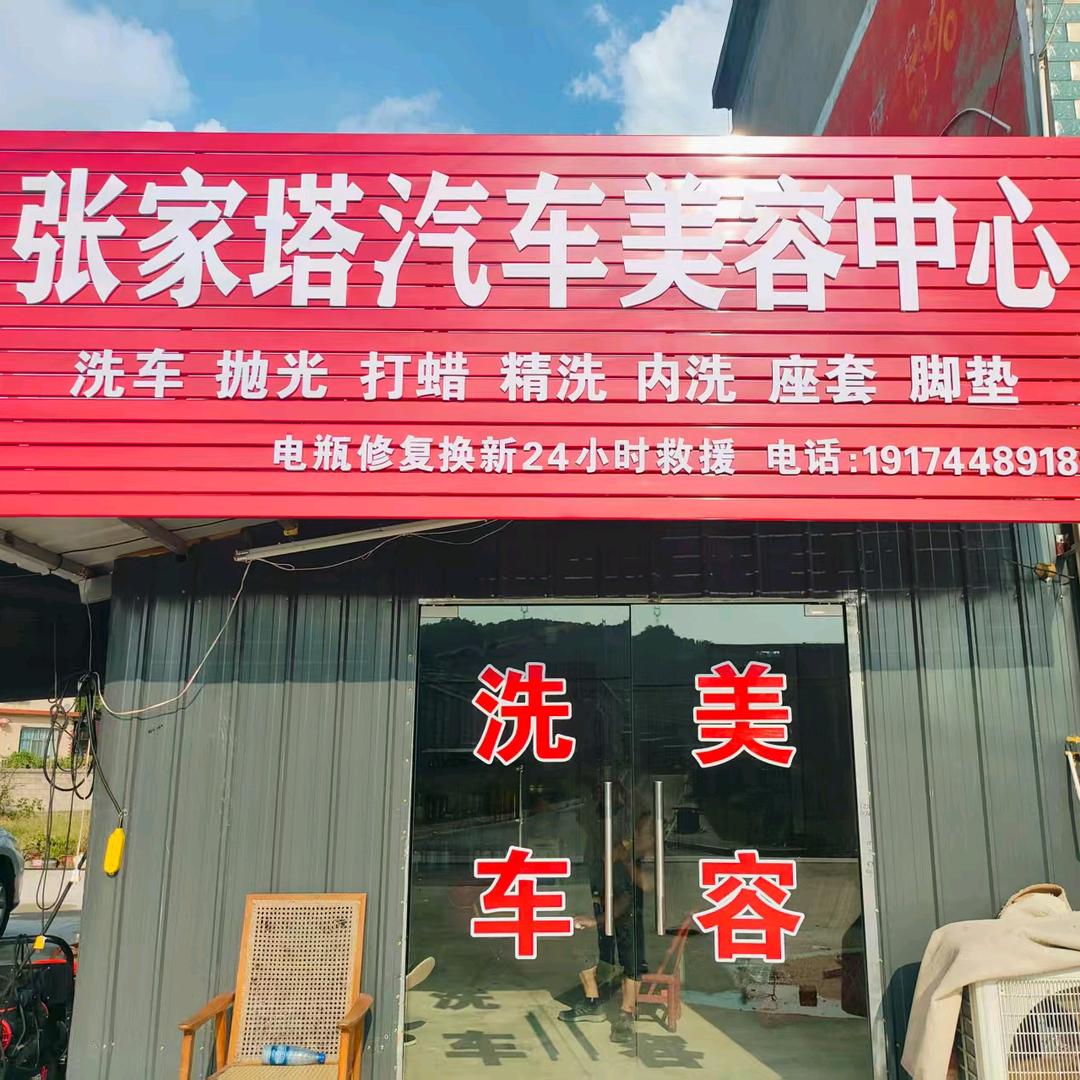 张家塔汽车美容中心
洗车 抛光 打蜡 精洗 内洗 座套 脚垫
电瓶修复换新24小时救援 电话:1917448918
洗车
美容